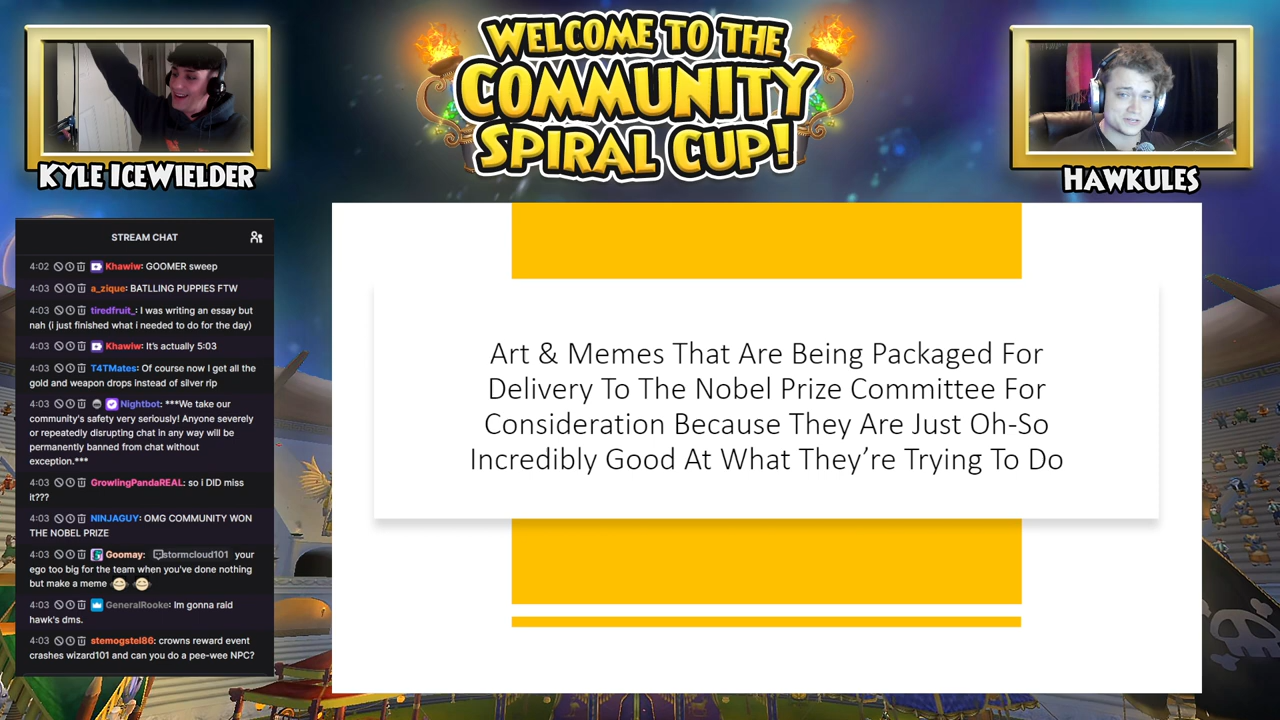 WELCOME TO THE
COMMUNITY
SPIRAL CUP!
KYLE ICEWIELDER
HAWKULES
STREAM CHAT
4:02 Khawiw: GOOMER sweep
4:03 a_zique: BATLLING PUPPIES FTW
4:03 tiredfruit_: I was writing an essay but
nah (i just finished what i needed to do for the day)
4:03 Khawiw: It's actually 5:03
4:03 T4TMates: Of course now I get all the
gold and weapon drops instead of silver rip
4:03 Nightbot: ***We take our
community's safety very seriously! Anyone severely
or repeatedly disrupting chat in any way will be
permanently banned from chat without
exception.***
4:03 GrowlingPandaREAL: so i DID miss
it???
4:03 NINJAGUY: OMG COMMUNITY WON
THE NOBEL PRIZE
4:03 Goomay: stormcloud101 your
ego too big for the team when you've done nothing
but make a meme
4:03 GeneralRooke: Im gonna raid
hawk's dms.
4:03 stemogstel86: crowns reward event
crashes wizard101 and can you do a pee-wee NPC?
Art & Memes That Are Being Packaged For
Delivery To The Nobel Prize Committee For
Consideration Because They Are Just Oh-So
Incredibly Good At What They're Trying To Do